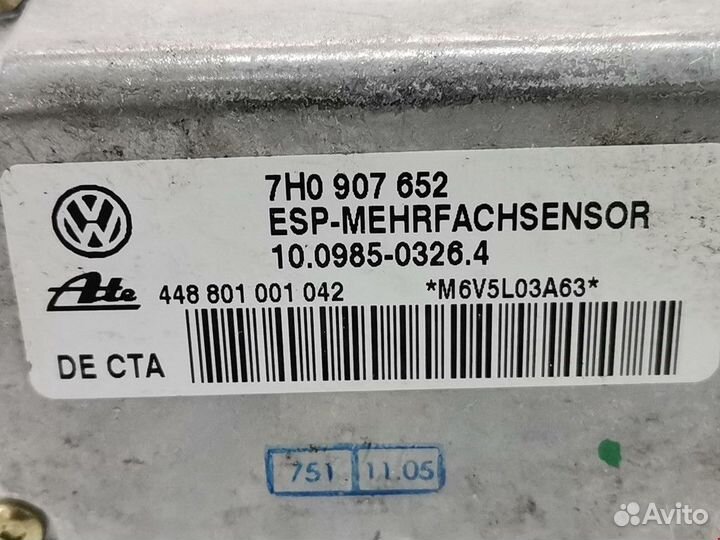 7H0 907 652
ESP-MEHRFACHSENSOR
10.0985-0326.4
Ate 448 801 001 042 *M6V5L03A63*
DE CTA
751 11.05
Avito